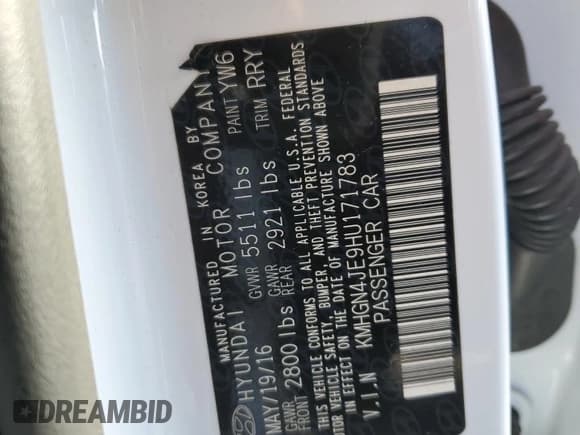 MANUFACTURED IN KOREA BY
HYUNDAI MOTOR COMPANY
MAY/19/16 GVWR 5511 lbs PAINT YW6
GAWR FRONT 2800 lbs GAWR REAR 2921 lbs TRIM RRY
THIS VEHICLE CONFORMS TO ALL APPLICABLE U.S.A. FEDERAL
MOTOR VEHICLE SAFETY, BUMPER, AND THEFT PREVENTION STANDARDS
IN EFFECT ON THE DATE OF MANUFACTURE SHOWN ABOVE
V.I.N KMHGN4JE9HU171783
PASSENGER CAR
DREAMBID